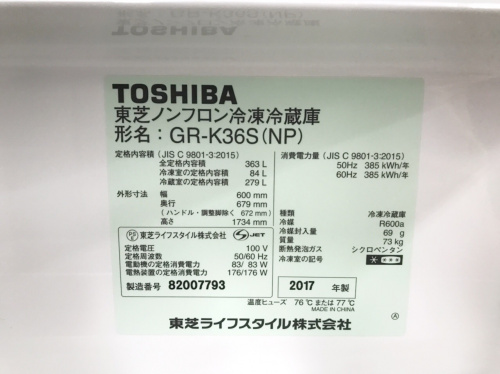 TOSHIBA
東芝ノンフロン冷凍冷蔵庫
形名：GR-K36S(NP)
定格内容積（JIS C 9801-3:2015）
全定格内容積 363 L
冷凍室の定格内容積 84 L
冷蔵室の定格内容積 279 L
外形寸法 幅 600 mm
奥行 679 mm
（ハンドル・調整脚除く 672 mm）
高さ 1734 mm
消費電力量（JIS C 9801-3:2015）
50Hz 385 kWh/年
60Hz 385 kWh/年
種類 冷凍冷蔵庫
冷媒 R600a
冷媒封入量 69 g
質量 73 kg
断熱発泡ガス シクロペンタン
冷凍室の記号
東芝ライフスタイル株式会社 JET
定格電圧 100 V
定格周波数 50/60 Hz
電動機の定格消費電力 83/ 83 W
電熱装置の定格消費電力 176/176 W
製造番号 82007793
2017 年製
温度ヒューズ 76℃または77℃
MADE IN CHINA
東芝ライフスタイル株式会社 Ⓐ